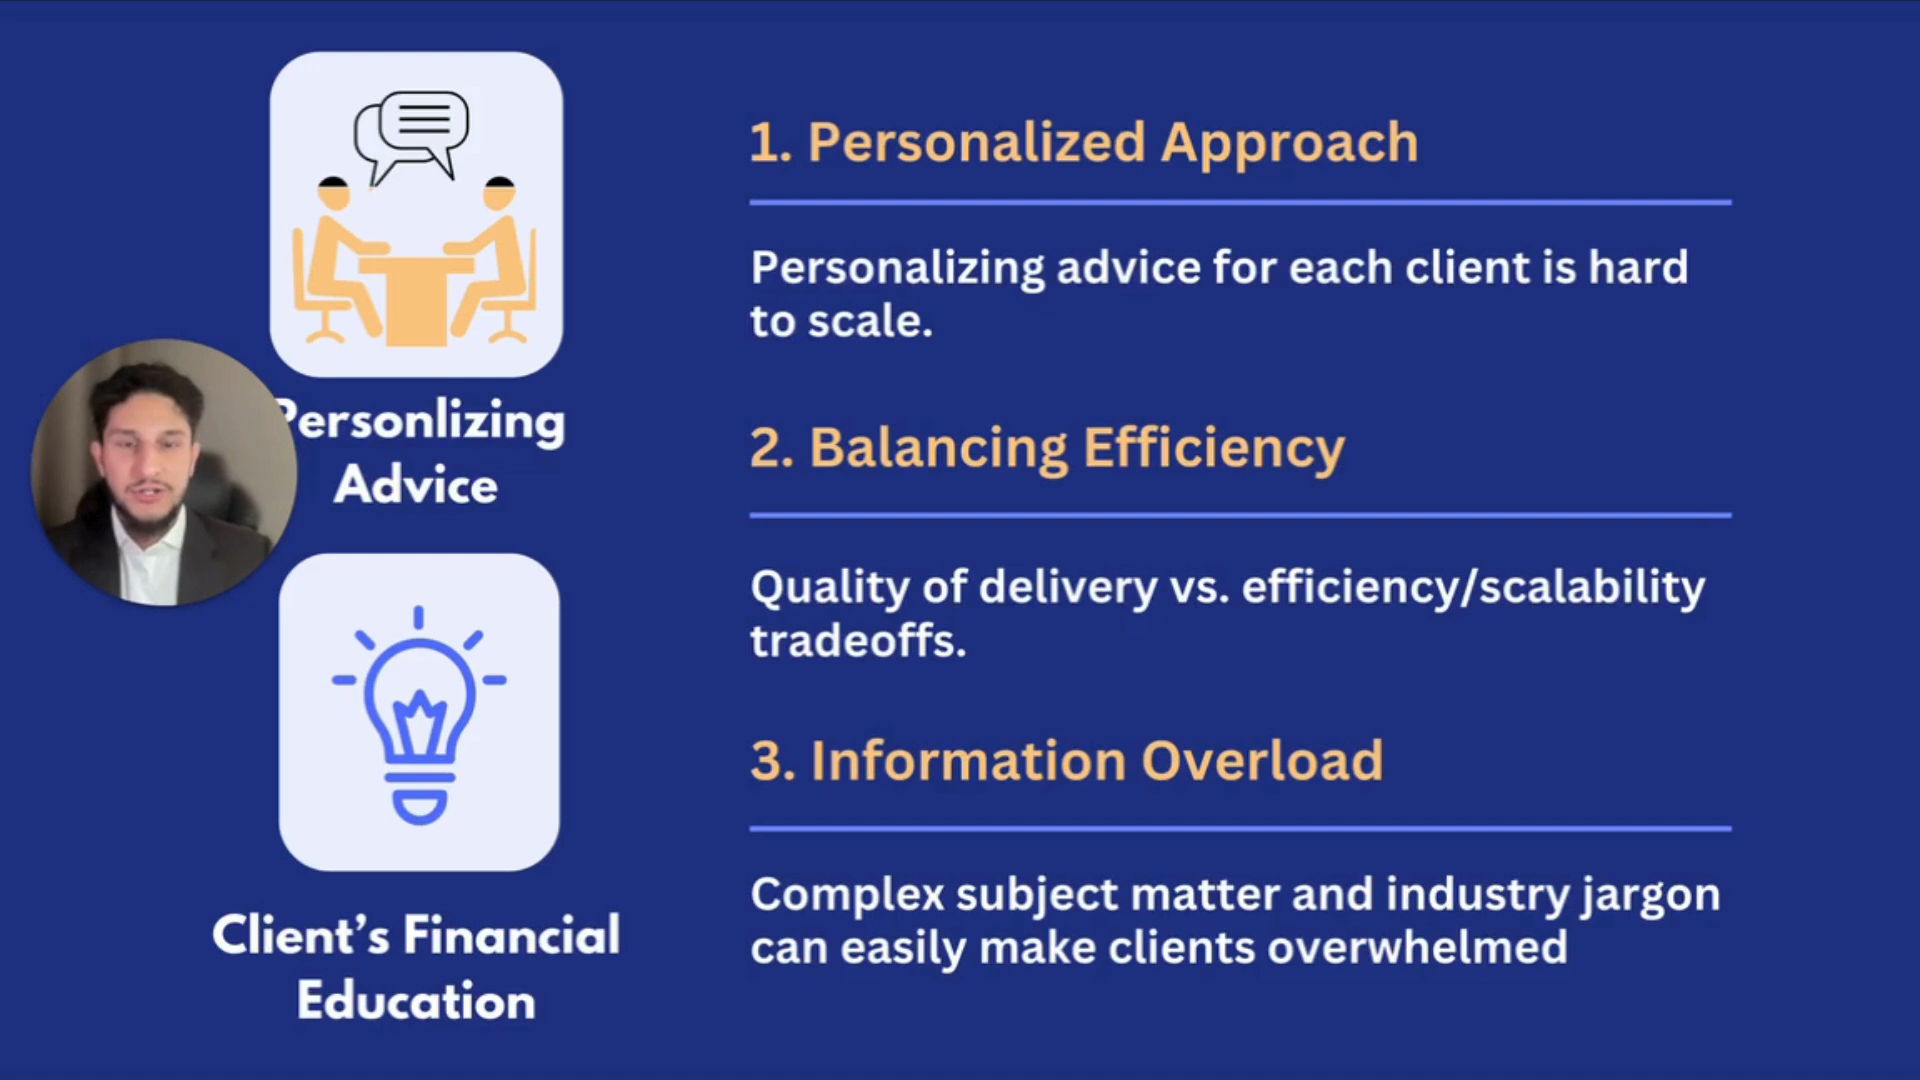 Personlizing
Advice
Client's Financial
Education
1. Personalized Approach
Personalizing advice for each client is hard
to scale.
2. Balancing Efficiency
Quality of delivery vs. efficiency/scalability
tradeoffs.
3. Information Overload
Complex subject matter and industry jargon
can easily make clients overwhelmed